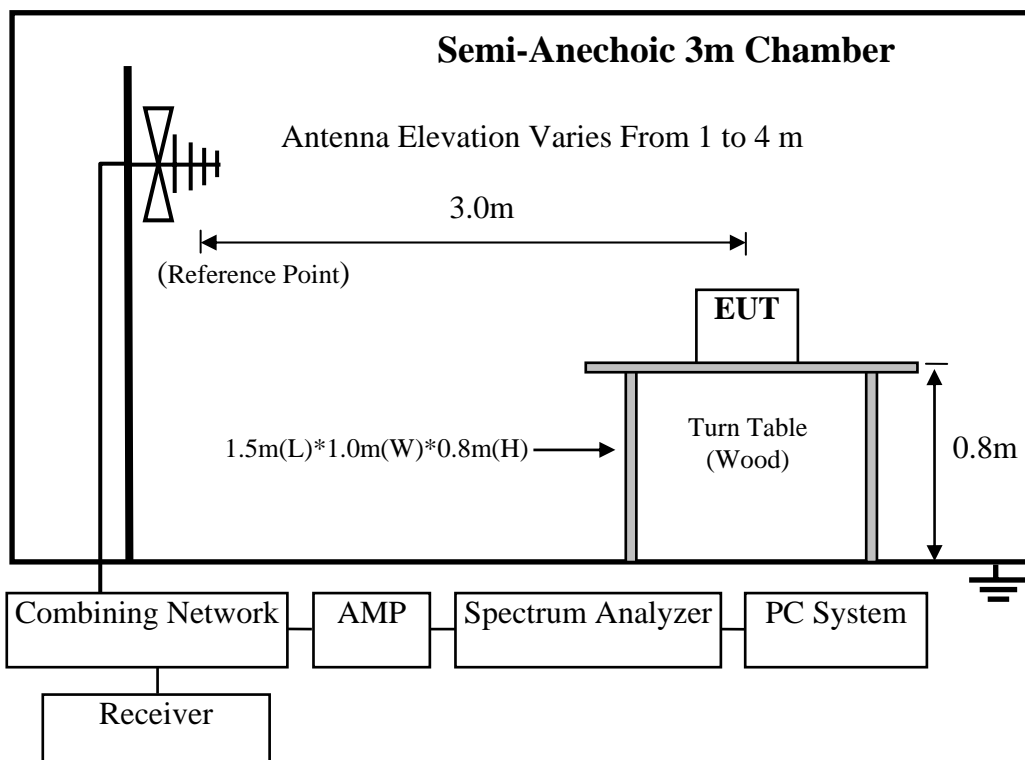 Semi-Anechoic 3m Chamber
Antenna Elevation Varies From 1 to 4 m
3.0m
(Reference Point)
EUT
1.5m(L)*1.0m(W)*0.8m(H)
Turn Table
(Wood)
0.8m
Combining Network
AMP
Spectrum Analyzer
PC System
Receiver